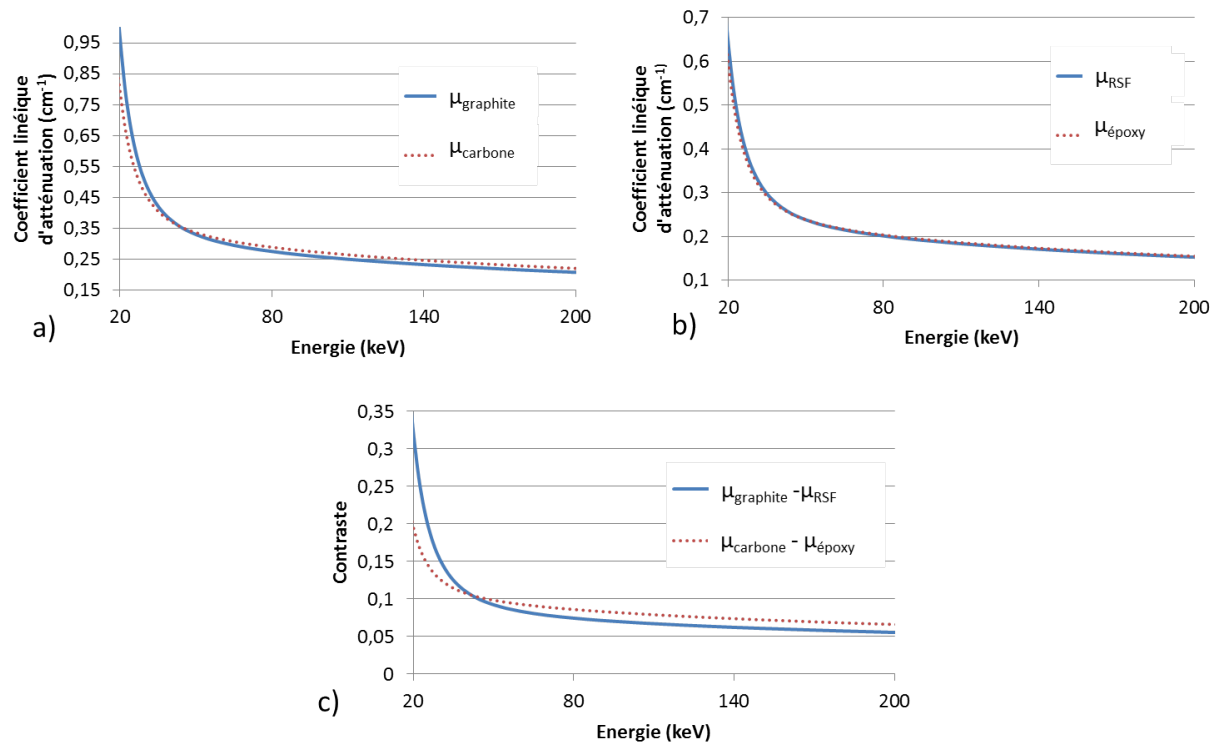 0,95
0,85
0,75
0,65
0,55
0,45
0,35
0,25
0,15
Coefficient linéique
d'atténuation (cm-1)
μgraphite
μcarbone
20
80
140
200
Energie (keV)
a)
0,7
0,6
0,5
0,4
0,3
0,2
0,1
Coefficient linéique
d'atténuation (cm-1)
μRSF
μépoxy
20
80
140
200
Energie (keV)
b)
0,35
0,3
0,25
0,2
0,15
0,1
0,05
0
Contraste
μgraphite -μRSF
μcarbone - μépoxy
20
80
140
200
Energie (keV)
c)